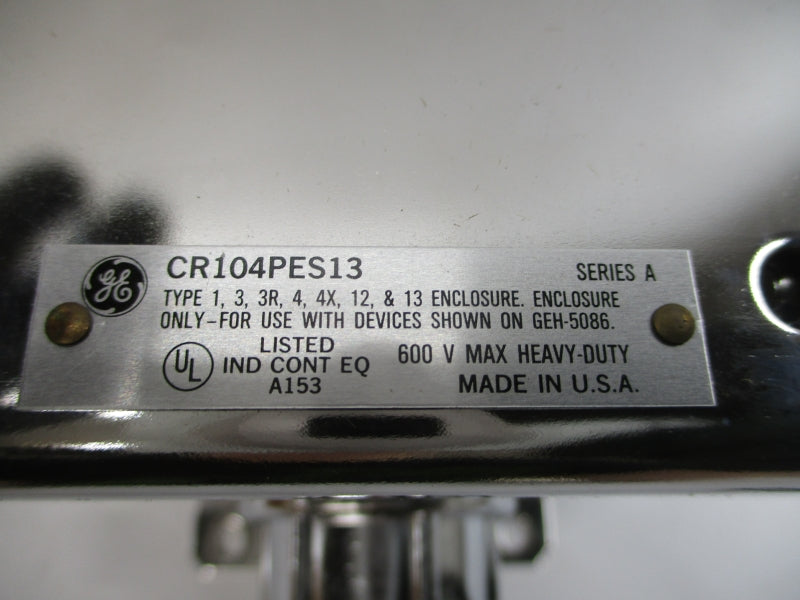 GE CR104PES13 SERIES A
TYPE 1, 3, 3R, 4, 4X, 12, & 13 ENCLOSURE. ENCLOSURE
ONLY-FOR USE WITH DEVICES SHOWN ON GEH-5086.
UL LISTED
IND CONT EQ 600 V MAX HEAVY-DUTY
A153 MADE IN U.S.A.